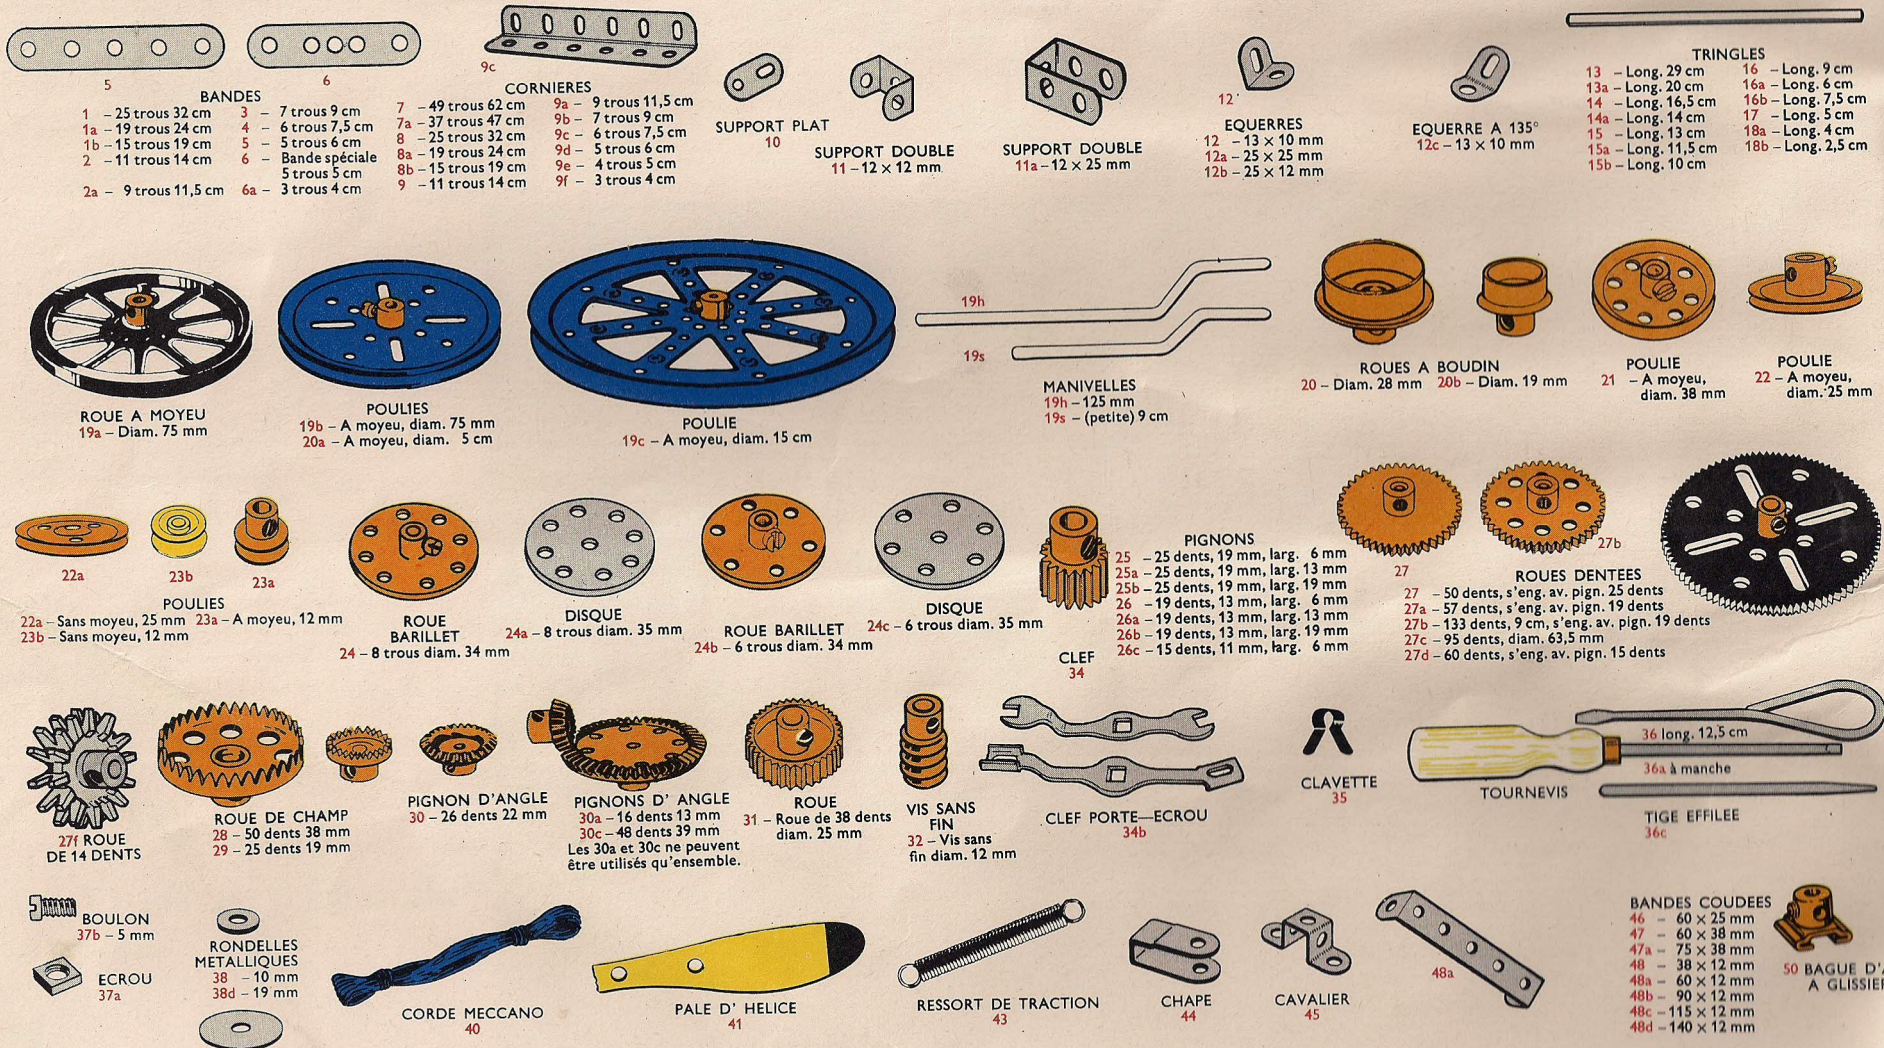 5
6
BANDES
1 – 25 trous 32 cm
1a – 19 trous 24 cm
1b – 15 trous 19 cm
2 – 11 trous 14 cm
2a – 9 trous 11,5 cm
3 – 7 trous 9 cm
4 – 6 trous 7,5 cm
5 – 5 trous 6 cm
6 – Bande spéciale
5 trous 5 cm
6a – 3 trous 4 cm
9c
CORNIERES
7 – 49 trous 62 cm
7a – 37 trous 47 cm
8 – 25 trous 32 cm
8a – 19 trous 24 cm
8b – 15 trous 19 cm
9 – 11 trous 14 cm
9a – 9 trous 11,5 cm
9b – 7 trous 9 cm
9c – 6 trous 7,5 cm
9d – 5 trous 6 cm
9e – 4 trous 5 cm
9f – 3 trous 4 cm
SUPPORT PLAT
10
SUPPORT DOUBLE
11 – 12 × 12 mm
SUPPORT DOUBLE
11a – 12 × 25 mm
12
EQUERRES
12 – 13 × 10 mm
12a – 25 × 25 mm
12b – 25 × 12 mm
EQUERRE A 135°
12c – 13 × 10 mm
TRINGLES
13 – Long. 29 cm
13a – Long. 20 cm
14 – Long. 16,5 cm
14a – Long. 14 cm
15 – Long. 13 cm
15a – Long. 11,5 cm
15b – Long. 10 cm
16 – Long. 9 cm
16a – Long. 6 cm
16b – Long. 7,5 cm
17 – Long. 5 cm
18a – Long. 4 cm
18b – Long. 2,5 cm
ROUE A MOYEU
19a – Diam. 75 mm
POULIES
19b – A moyeu, diam. 75 mm
20a – A moyeu, diam. 5 cm
POULIE
19c – A moyeu, diam. 15 cm
19h
19s
MANIVELLES
19h – 125 mm
19s – (petite) 9 cm
ROUES A BOUDIN
20 – Diam. 28 mm 20b – Diam. 19 mm
POULIE
21 – A moyeu,
diam. 38 mm
POULIE
22 – A moyeu,
diam. 25 mm
22a
23b
23a
POULIES
22a – Sans moyeu, 25 mm 23a – A moyeu, 12 mm
23b – Sans moyeu, 12 mm
ROUE
BARILLET
24 – 8 trous diam. 34 mm
DISQUE
24a – 8 trous diam. 35 mm
ROUE BARILLET
24b – 6 trous diam. 34 mm
DISQUE
24c – 6 trous diam. 35 mm
CLEF
34
PIGNONS
25 – 25 dents, 19 mm, larg. 6 mm
25a – 25 dents, 19 mm, larg. 13 mm
25b – 25 dents, 19 mm, larg. 19 mm
26 – 19 dents, 13 mm, larg. 6 mm
26a – 19 dents, 13 mm, larg. 13 mm
26b – 19 dents, 13 mm, larg. 19 mm
26c – 15 dents, 11 mm, larg. 6 mm
27
27b
ROUES DENTEES
27 – 50 dents, s'eng. av. pign. 25 dents
27a – 57 dents, s'eng. av. pign. 19 dents
27b – 133 dents, 9 cm, s'eng. av. pign. 19 dents
27c – 95 dents, diam. 63,5 mm
27d – 60 dents, s'eng. av. pign. 15 dents
27f ROUE
DE 14 DENTS
ROUE DE CHAMP
28 – 50 dents 38 mm
29 – 25 dents 19 mm
PIGNON D'ANGLE
30 – 26 dents 22 mm
PIGNONS D' ANGLE
30a – 16 dents 13 mm
30c – 48 dents 39 mm
Les 30a et 30c ne peuvent
être utilisés qu'ensemble.
ROUE
31 – Roue de 38 dents
diam. 25 mm
VIS SANS
FIN
32 – Vis sans
fin diam. 12 mm
CLEF PORTE—ECROU
34b
CLAVETTE
35
36 long. 12,5 cm
36a à manche
TOURNEVIS
TIGE EFFILEE
36c
BOULON
37b – 5 mm
ECROU
37a
RONDELLES
METALLIQUES
38 – 10 mm
38d – 19 mm
CORDE MECCANO
40
PALE D' HELICE
41
RESSORT DE TRACTION
43
CHAPE
44
CAVALIER
45
48a
BANDES COUDEES
46 – 60 × 25 mm
47 – 60 × 38 mm
47a – 75 × 38 mm
48 – 38 × 12 mm
48a – 60 × 12 mm
48b – 90 × 12 mm
48c – 115 × 12 mm
48d – 140 × 12 mm
50 BAGUE D'A
A GLISSIER